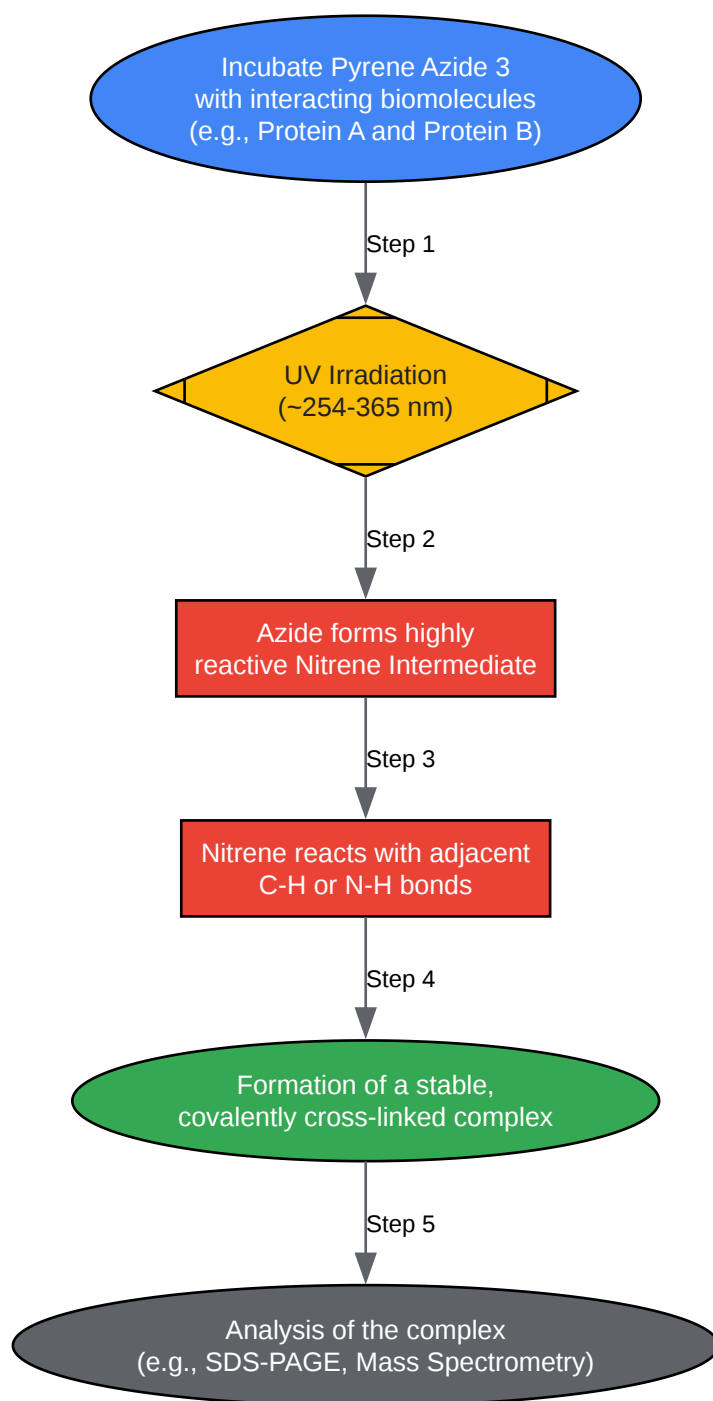 Incubate Pyrene Azide 3
with interacting biomolecules
(e.g., Protein A and Protein B)
Step 1
UV Irradiation
(~254-365 nm)
Step 2
Azide forms highly
reactive Nitrene Intermediate
Step 3
Nitrene reacts with adjacent
C-H or N-H bonds
Step 4
Formation of a stable,
covalently cross-linked complex
Step 5
Analysis of the complex
(e.g., SDS-PAGE, Mass Spectrometry)